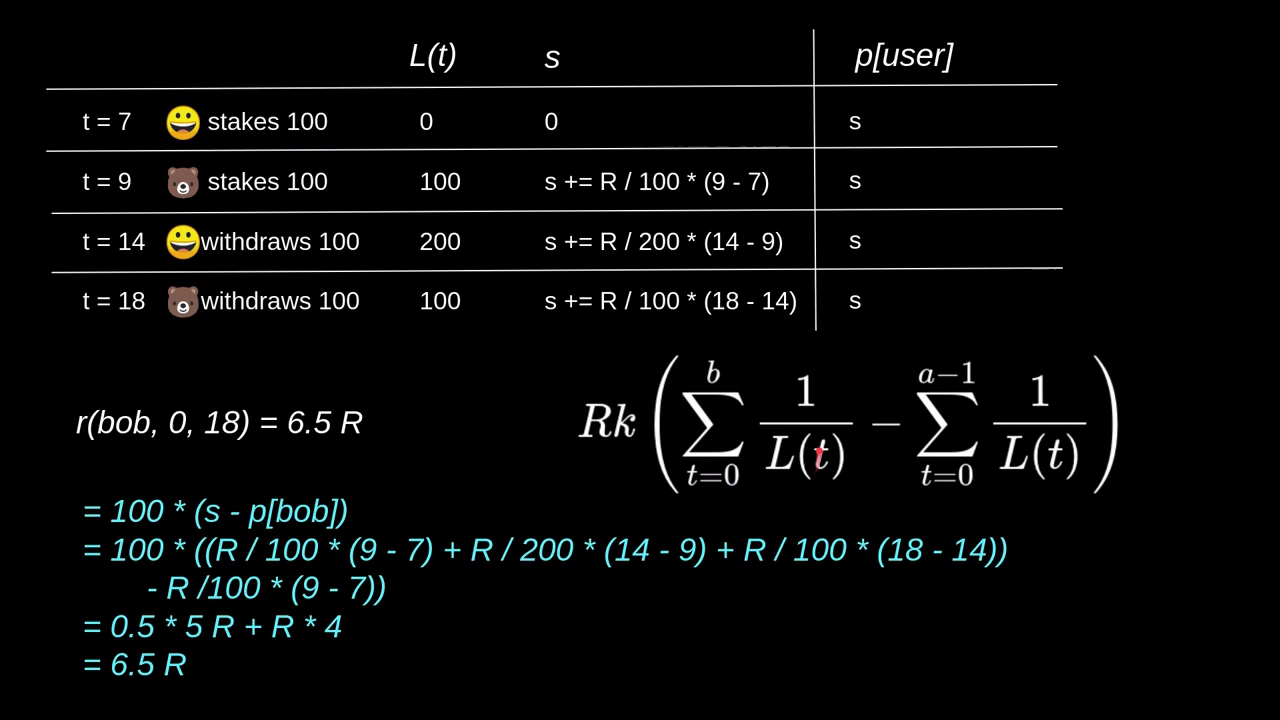 L(t) s p[user]
t = 7 😀 stakes 100 0 0 s
t = 9 🐻 stakes 100 100 s += R / 100 * (9 - 7) s
t = 14 😀withdraws 100 200 s += R / 200 * (14 - 9) s
t = 18 🐻withdraws 100 100 s += R / 100 * (18 - 14) s
r(bob, 0, 18) = 6.5 R
Rk ( ∑_{t=0}^{b} 1/L(t) − ∑_{t=0}^{a−1} 1/L(t) )
= 100 * (s - p[bob])
= 100 * ((R / 100 * (9 - 7) + R / 200 * (14 - 9) + R / 100 * (18 - 14))
- R /100 * (9 - 7))
= 0.5 * 5 R + R * 4
= 6.5 R